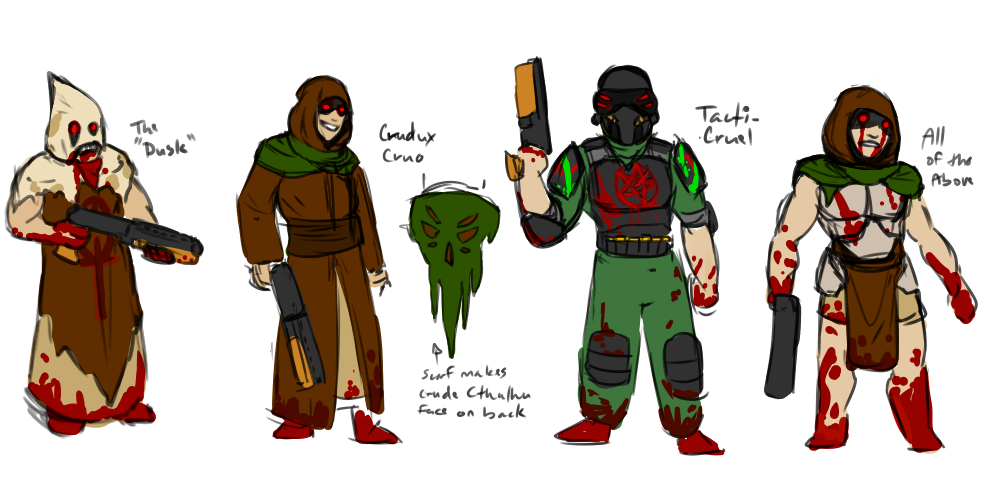 The
"Dusk"
Crudux
Cruo
Tacti-
Cruel
All
of the
Above
Scarf makes
crude Cthulhu
Face on back